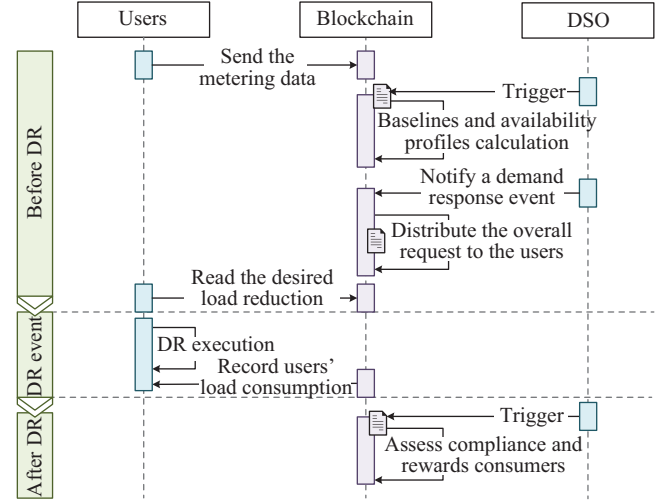 Users
Blockchain
DSO
Before DR
Send the
metering data
Trigger
Baselines and availability
profiles calculation
Notify a demand
response event
Distribute the overall
request to the users
Read the desired
load reduction
DR event
DR execution
Record users’
load consumption
After DR
Trigger
Assess compliance and
rewards consumers